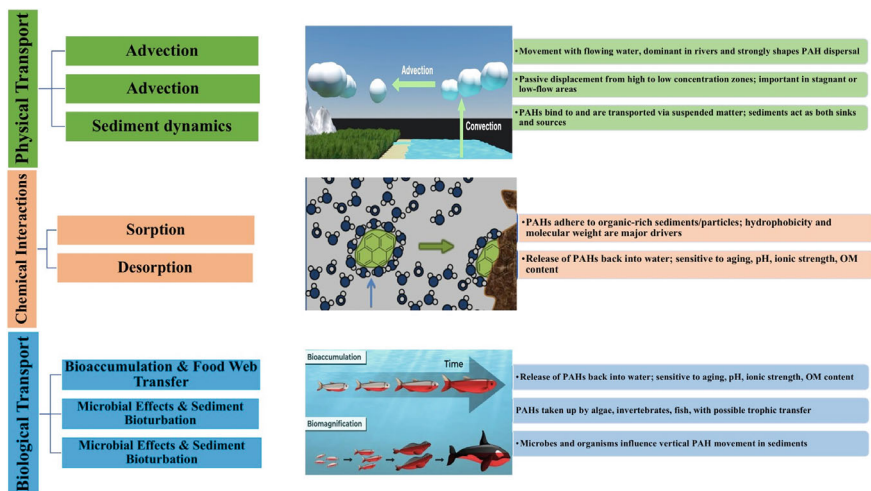 Physical Transport
Advection
Advection
Sediment dynamics
Advection
Convection
•Movement with flowing water, dominant in rivers and strongly shapes PAH dispersal
•Passive displacement from high to low concentration zones; important in stagnant or
low-flow areas
•PAHs bind to and are transported via suspended matter; sediments act as both sinks
and sources
Chemical Interactions
Sorption
Desorption
•PAHs adhere to organic-rich sediments/particles; hydrophobicity and
molecular weight are major drivers
•Release of PAHs back into water; sensitive to aging, pH, ionic strength, OM
content
Biological Transport
Bioaccumulation & Food Web
Transfer
Microbial Effects & Sediment
Bioturbation
Microbial Effects & Sediment
Bioturbation
Bioaccumulation
Time
Biomagnification
•Release of PAHs back into water; sensitive to aging, pH, ionic strength, OM content
PAHs taken up by algae, invertebrates, fish, with possible trophic transfer
•Microbes and organisms influence vertical PAH movement in sediments